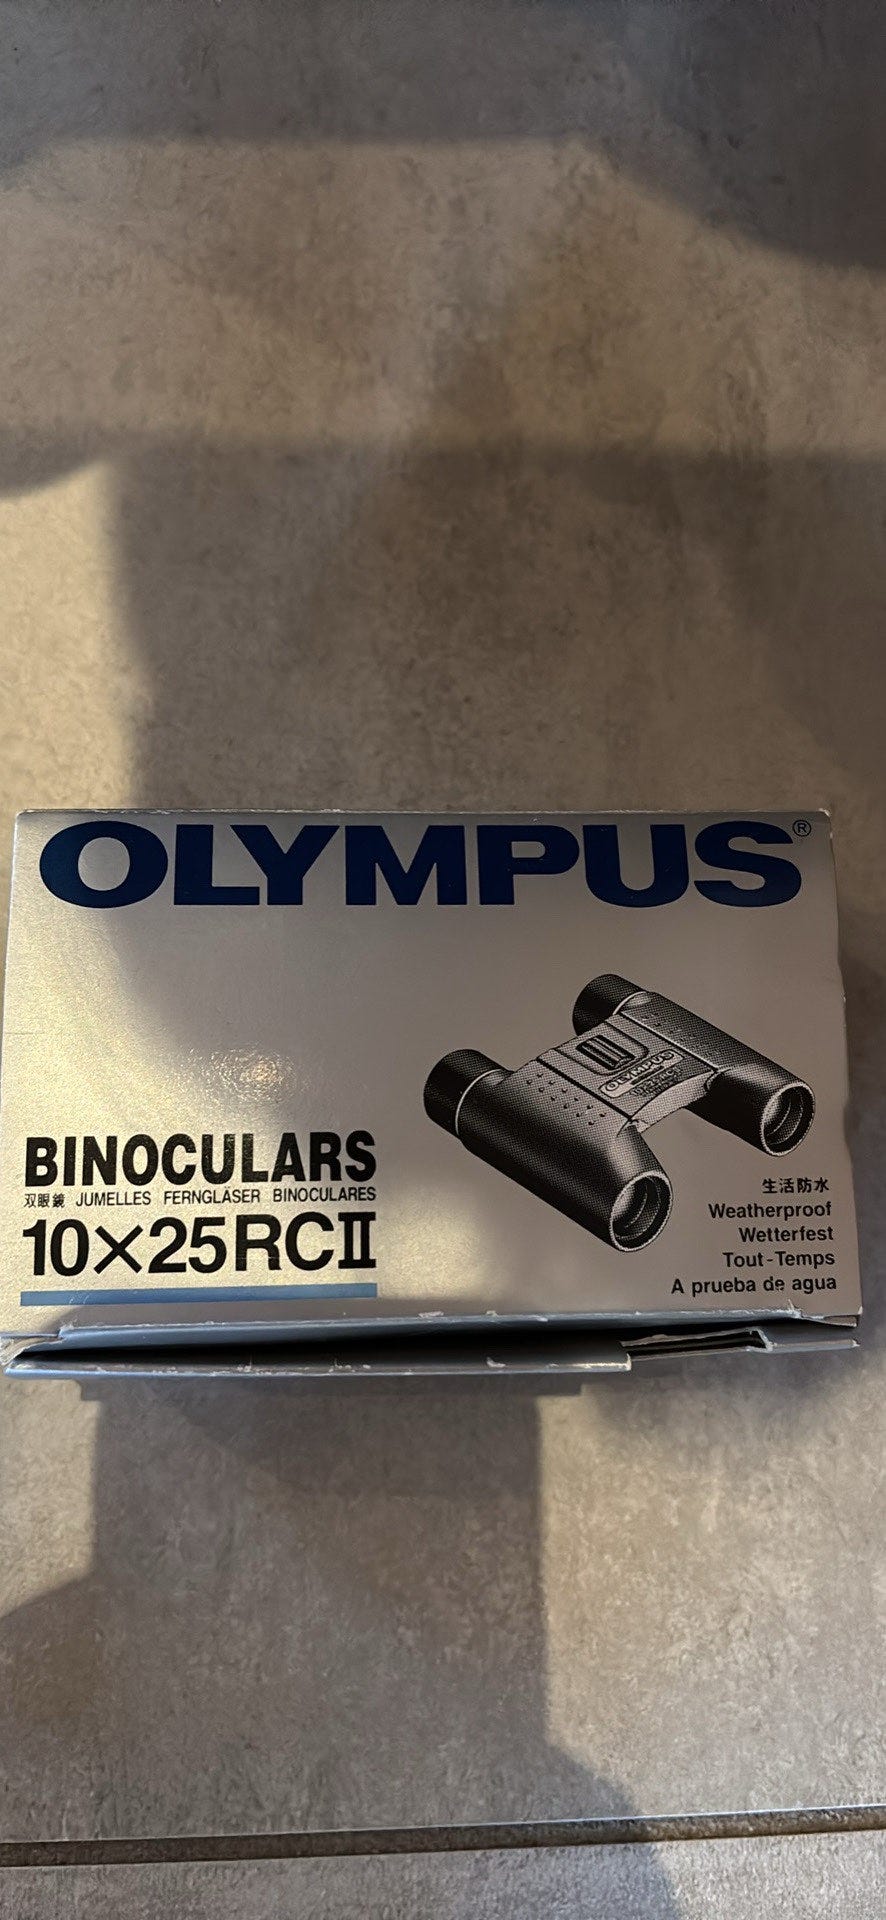 OLYMPUS®
BINOCULARS
双眼鏡 JUMELLES FERNGLÄSER BINOCULARES
10×25RCⅡ
生活防水
Weatherproof
Wetterfest
Tout-Temps
A prueba de agua
OLYMPUS